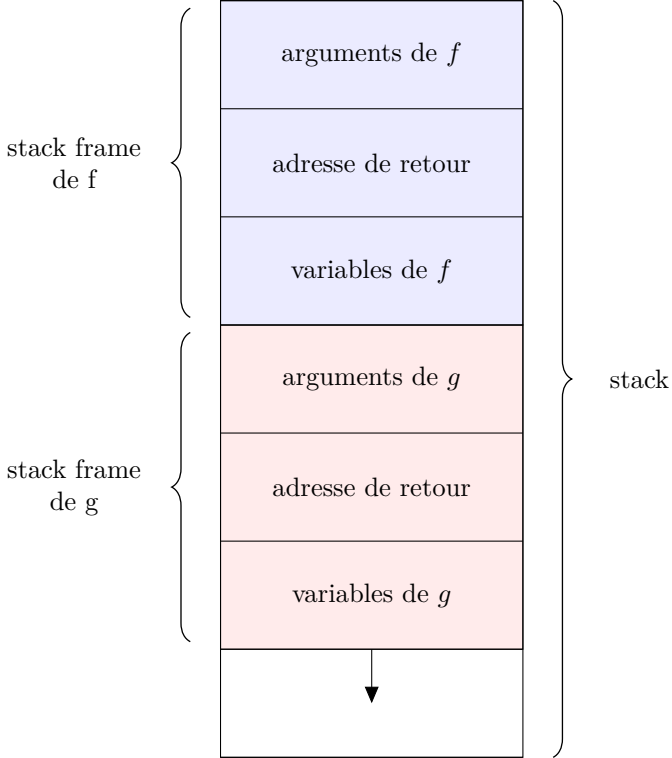 arguments de f
stack frame
de f
adresse de retour
variables de f
arguments de g
stack
stack frame
de g
adresse de retour
variables de g